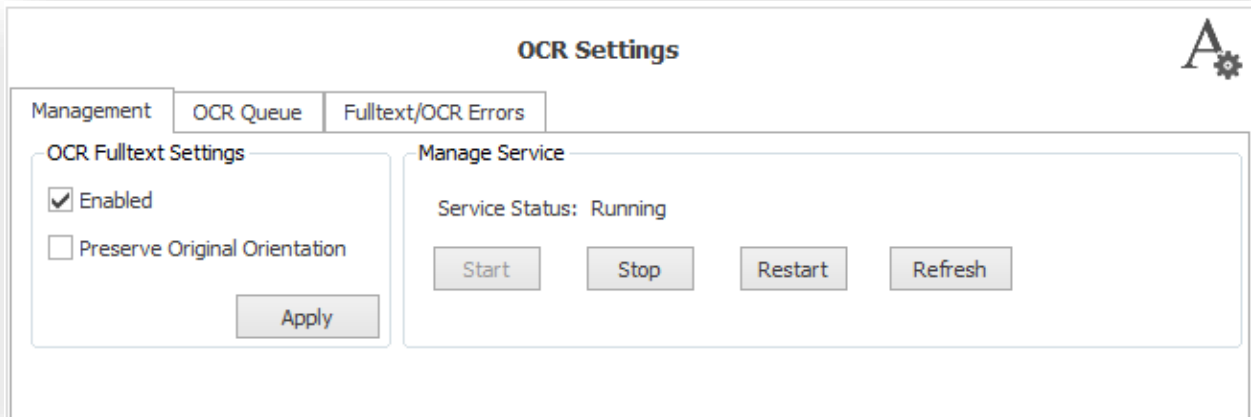 OCR Settings
Management
OCR Queue
Fulltext/OCR Errors
OCR Fulltext Settings
Enabled
Preserve Original Orientation
Apply
Manage Service
Service Status: Running
Start
Stop
Restart
Refresh